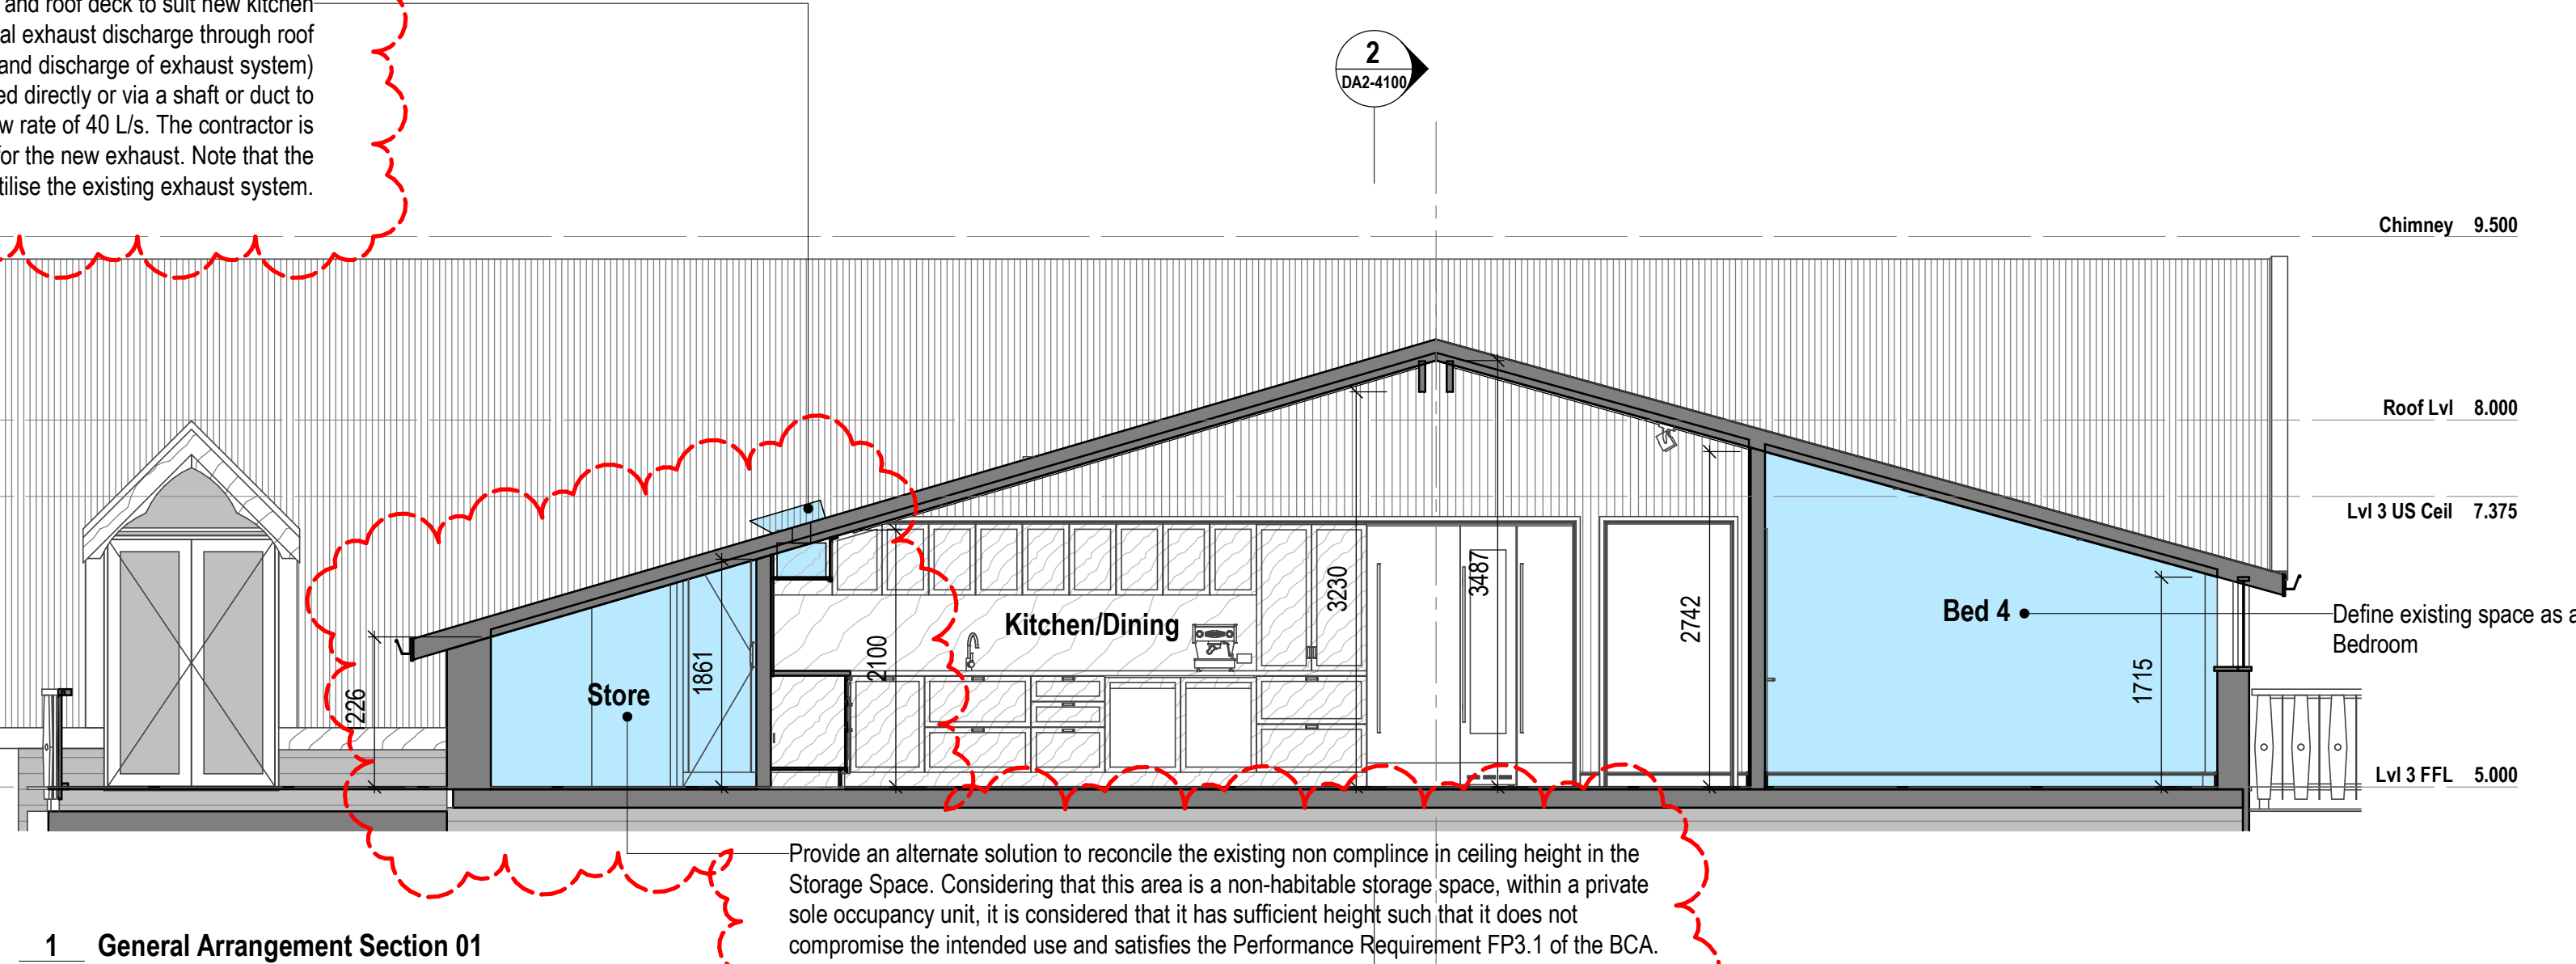 and roof deck to suit new kitchen
al exhaust discharge through roof
and discharge of exhaust system)
ed directly or via a shaft or duct to
w rate of 40 L/s. The contractor is
for the new exhaust. Note that the
tilise the existing exhaust system.
2
DA2-4100
Chimney 9.500
Roof Lvl 8.000
Lvl 3 US Ceil 7.375
Lvl 3 FFL 5.000
226
Store
1861
2100
Kitchen/Dining
3230
3487
2742
Bed 4
1715
Define existing space as a
Bedroom
Provide an alternate solution to reconcile the existing non complince in ceiling height in the
Storage Space. Considering that this area is a non-habitable storage space, within a private
sole occupancy unit, it is considered that it has sufficient height such that it does not
compromise the intended use and satisfies the Performance Requirement FP3.1 of the BCA.
1 General Arrangement Section 01